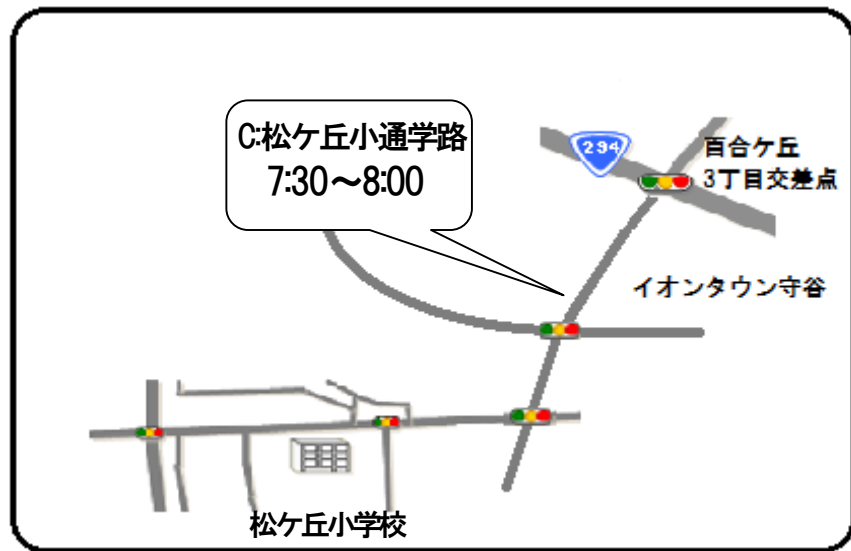 C:松ケ丘小通学路
7:30～8:00
294
百合ケ丘
3丁目交差点
イオンタウン守谷
松ケ丘小学校